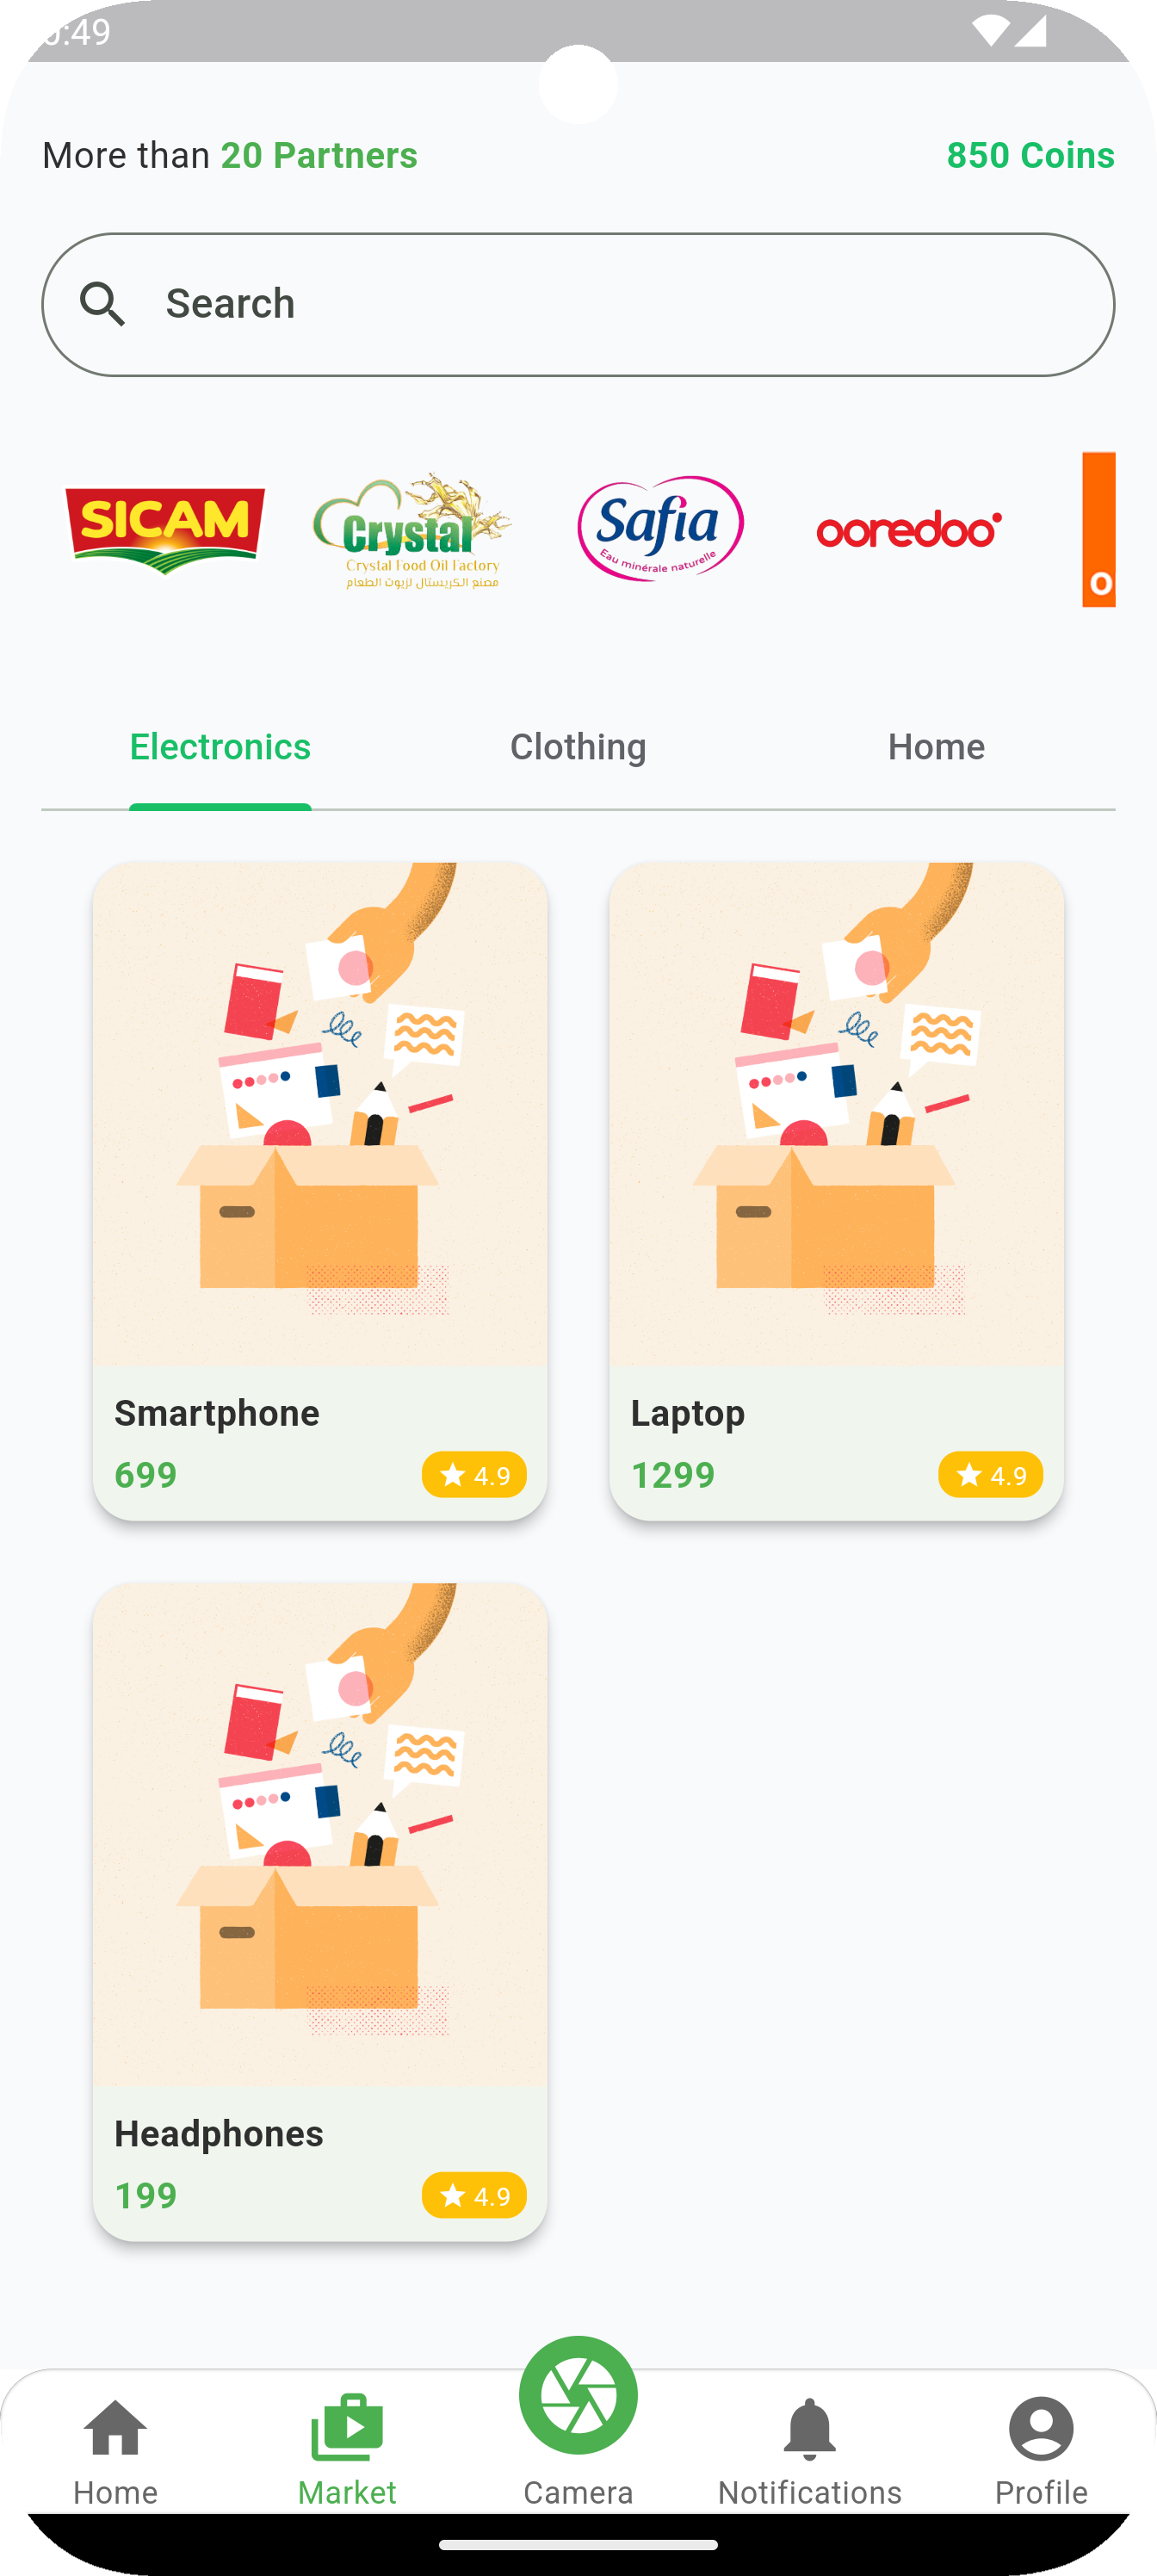 :49
More than 20 Partners
850 Coins
Search
SICAM
Crystal
Crystal Food Oil Factory
مصنع الكريستال لزيوت الطعام
Safia
Eau minérale naturelle
ooredoo
o
Electronics
Clothing
Home
Smartphone
699
4.9
Laptop
1299
4.9
Headphones
199
4.9
Home
Market
Camera
Notifications
Profile